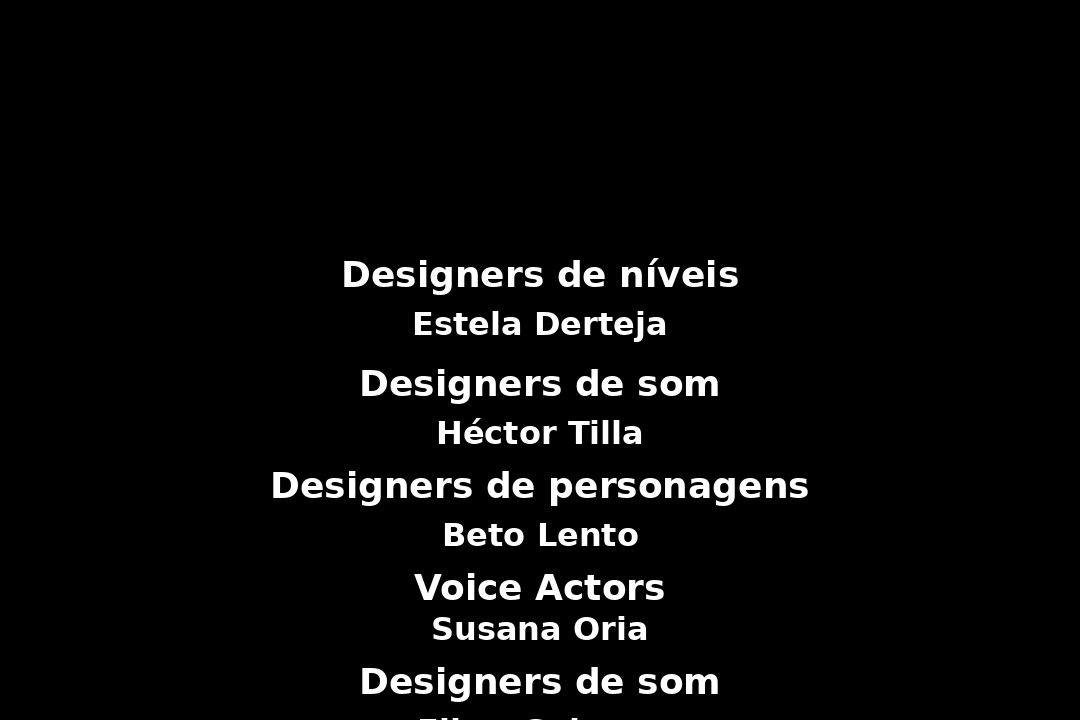 Designers de níveis
Estela Derteja
Designers de som
Héctor Tilla
Designers de personagens
Beto Lento
Voice Actors
Susana Oria
Designers de som